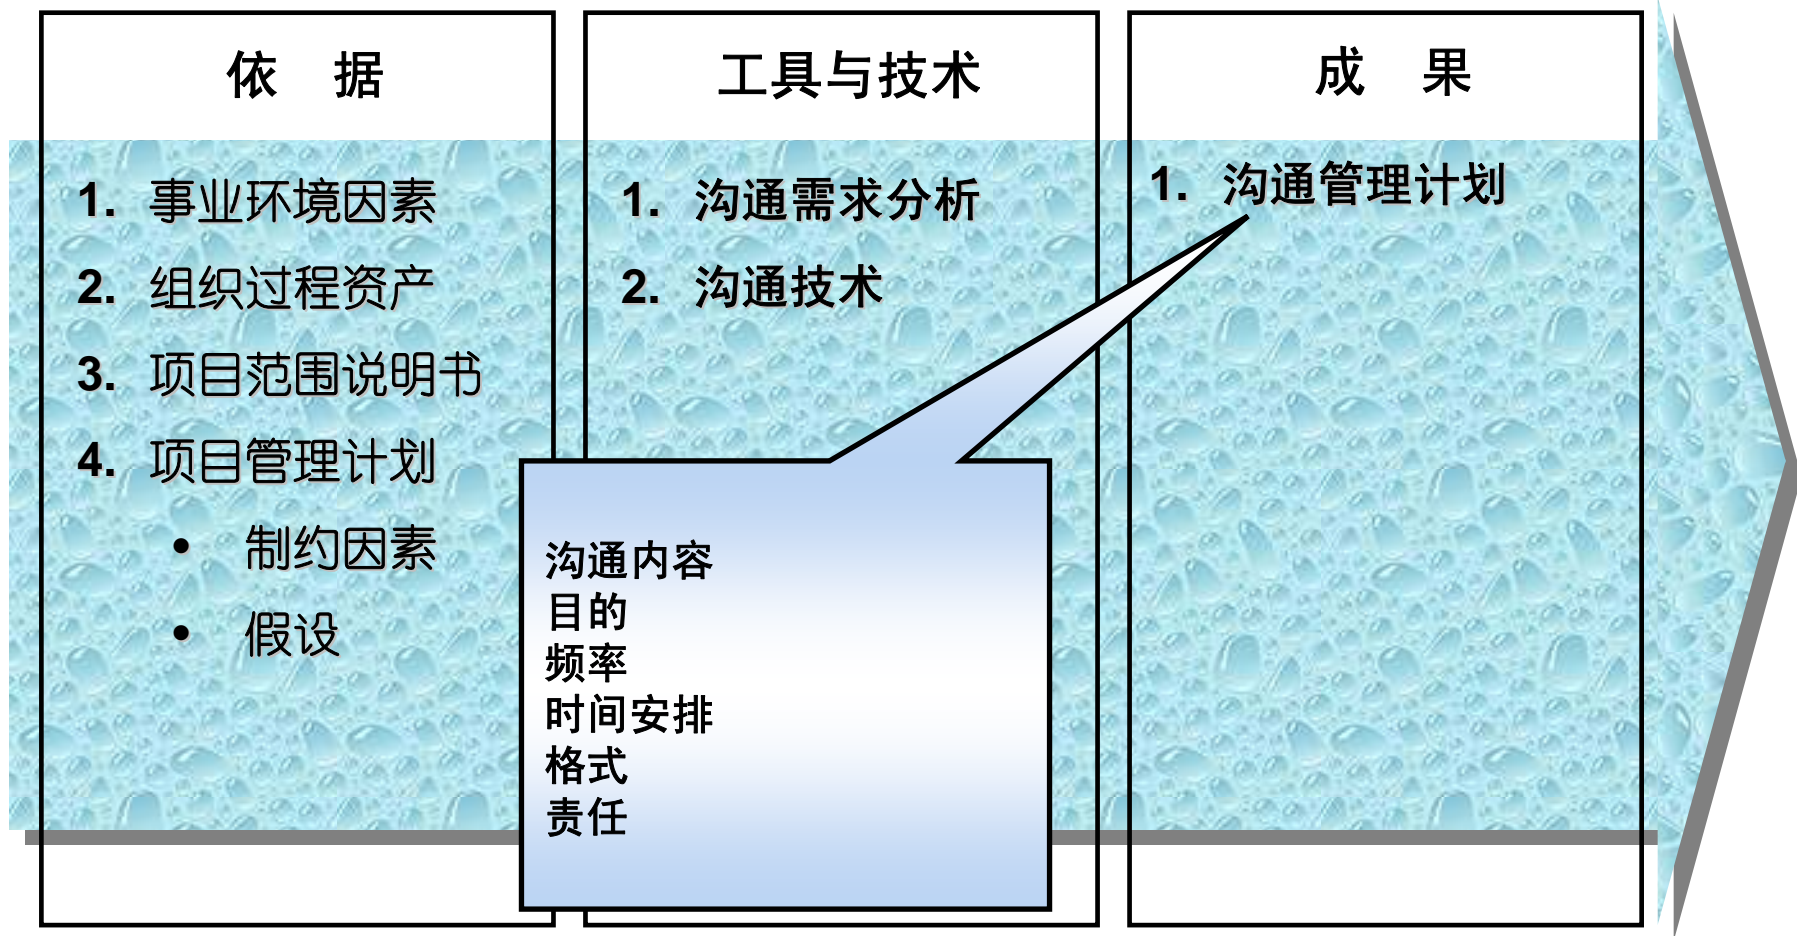 依 据
1. 事业环境因素
2. 组织过程资产
3. 项目范围说明书
4. 项目管理计划
• 制约因素
• 假设
工具与技术
1. 沟通需求分析
2. 沟通技术
成 果
1. 沟通管理计划
沟通内容
目的
频率
时间安排
格式
责任